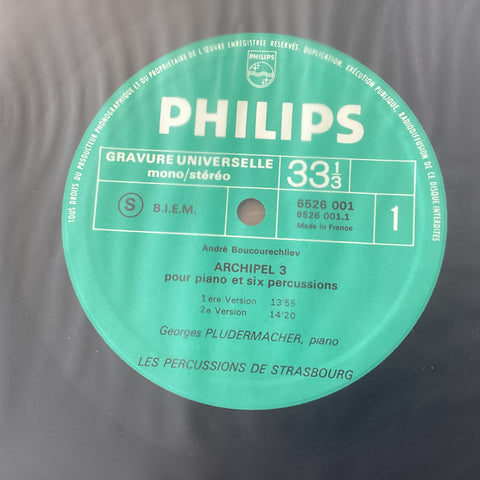 TOUS DROITS DU PRODUCTEUR PHONOGRAPHIQUE ET DU PROPRIÉTAIRE DE L'ŒUVRE ENREGISTRÉE RÉSERVÉS. DUPLICATION, EXÉCUTION PUBLIQUE, RADIODIFFUSION DE CE DISQUE INTERDITES
PHILIPS
PHILIPS
GRAVURE UNIVERSELLE
mono/stéréo
33 1/3
S
B.I.E.M.
6526 001
6526 001.1
Made in France
1
André Boucourechliev
ARCHIPEL 3
pour piano et six percussions
1ère Version 13'55
2e Version 14'20
Georges PLUDERMACHER, piano
LES PERCUSSIONS DE STRASBOURG